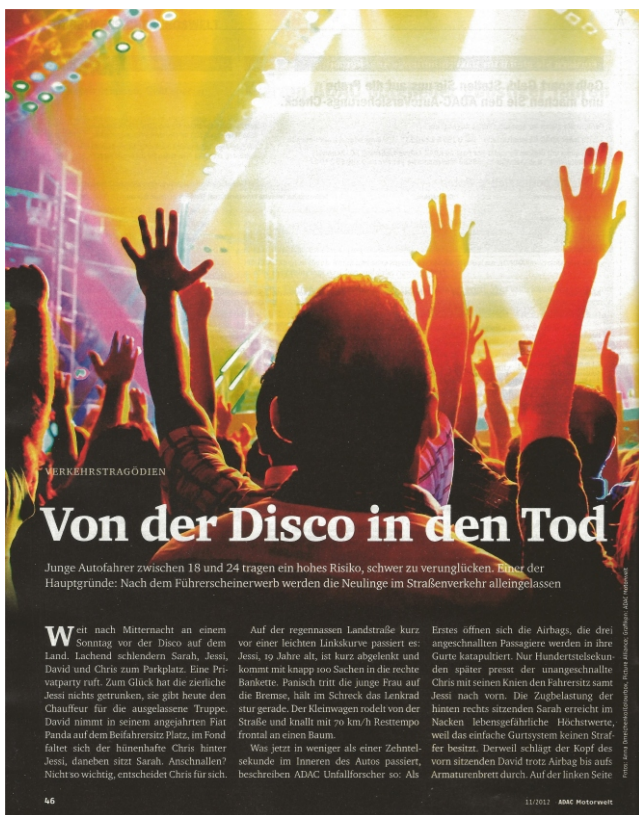 VERKEHRSTRAGÖDIEN
Von der Disco in den Tod
Junge Autofahrer zwischen 18 und 24 tragen ein hohes Risiko, schwer zu verunglücken. Einer der
Hauptgründe: Nach dem Führerscheinerwerb werden die Neulinge im Straßenverkehr alleingelassen
Weit nach Mitternacht an einem
Sonntag vor der Disco auf dem
Land. Lachend schlendern Sarah, Jessi,
David und Chris zum Parkplatz. Eine Pri-
vatparty ruft. Zum Glück hat die zierliche
Jessi nichts getrunken, sie gibt heute den
Chauffeur für die ausgelassene Truppe.
David nimmt in seinem angejahrten Fiat
Panda auf dem Beifahrersitz Platz, im Fond
faltet sich der hünenhafte Chris hinter
Jessi, daneben sitzt Sarah. Anschnallen?
Nicht so wichtig, entscheidet Chris für sich.
Auf der regennassen Landstraße kurz
vor einer leichten Linkskurve passiert es:
Jessi, 19 Jahre alt, ist kurz abgelenkt und
kommt mit knapp 100 Sachen in die rechte
Bankette. Panisch tritt die junge Frau auf
die Bremse, hält im Schreck das Lenkrad
stur gerade. Der Kleinwagen rodelt von der
Straße und knallt mit 70 km/h Resttempo
frontal an einen Baum.
Was jetzt in weniger als einer Zehntel-
sekunde im Inneren des Autos passiert,
beschreiben ADAC Unfallforscher so: Als
Erstes öffnen sich die Airbags, die drei
angeschnallten Passagiere werden in ihre
Gurte katapultiert. Nur Hundertstelsekun-
den später presst der unangeschnallte
Chris mit seinen Knien den Fahrersitz samt
Jessi nach vorn. Die Zugbelastung der
hinten rechts sitzenden Sarah erreicht im
Nacken lebensgefährliche Höchstwerte,
weil das einfache Gurtsystem keinen Straf-
fer besitzt. Derweil schlägt der Kopf des
vorn sitzenden David trotz Airbag bis aufs
Armaturenbrett durch. Auf der linken Seite
46
11/2012 ADAC Motorwelt